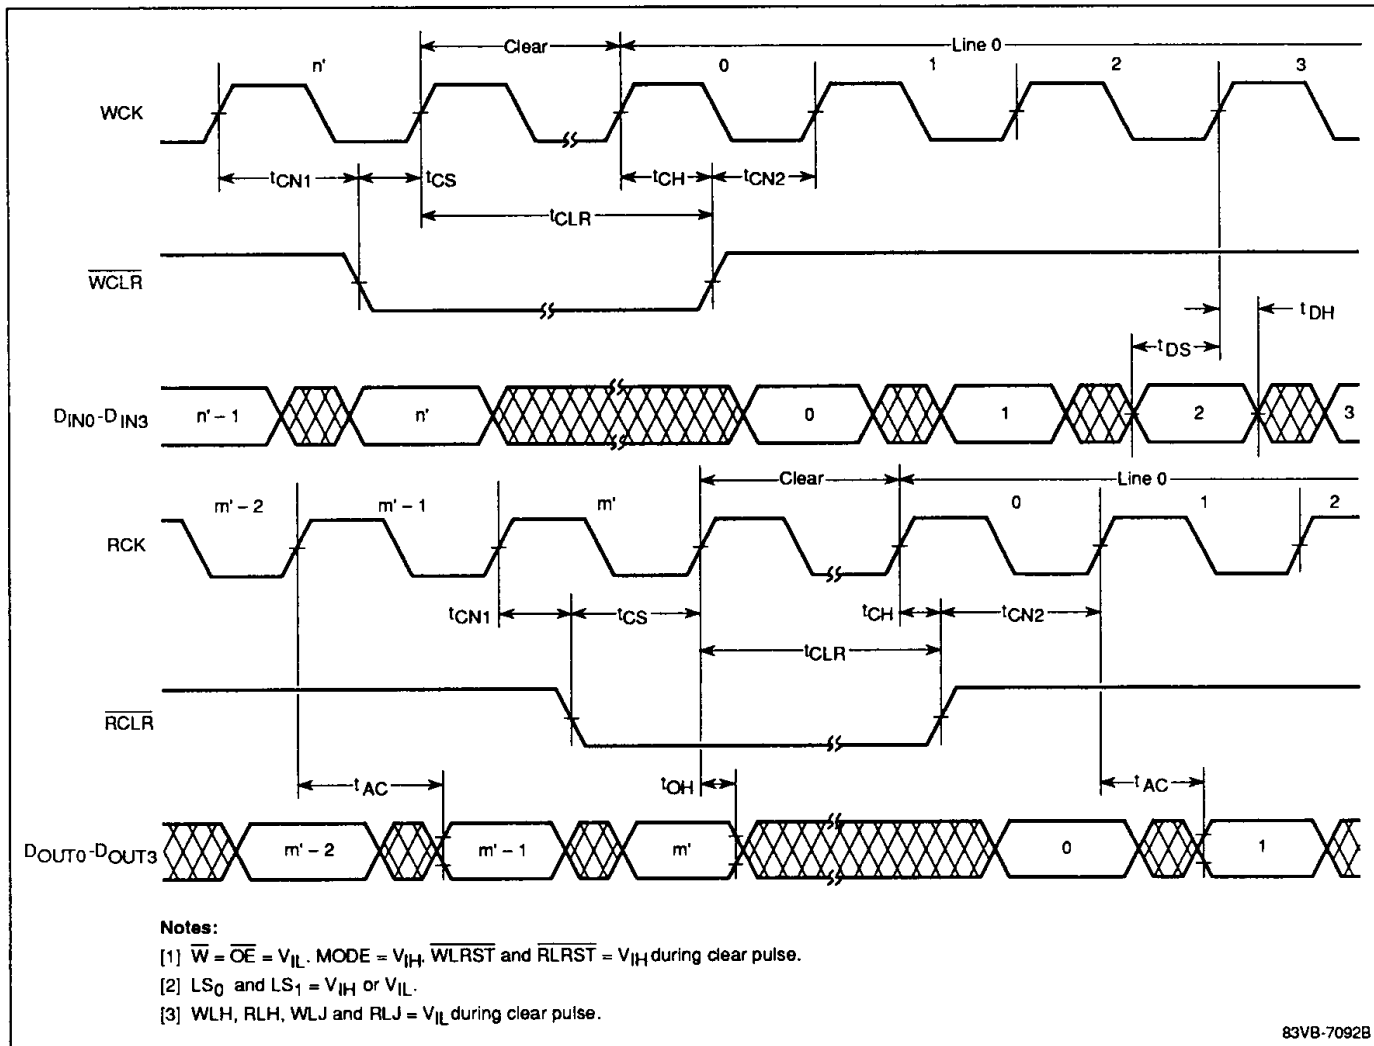 Clear
Line 0
n' 0 1 2 3
WCK
tCN1 tCS tCH tCN2
tCLR
WCLR
tDH
tDS
DIN0-DIN3 n' − 1 n' 0 1 2 3
Clear
Line 0
m' − 2 m' − 1 m' 0 1 2
RCK
tCN1 tCS tCH tCN2
tCLR
RCLR
tAC tOH tAC
DOUT0-DOUT3 m' − 2 m' − 1 m' 0 1
Notes:
[1] W = OE = VIL. MODE = VIH. WLRST and RLRST = VIH during clear pulse.
[2] LS0 and LS1 = VIH or VIL.
[3] WLH, RLH, WLJ and RLJ = VIL during clear pulse.
83VB-7092B